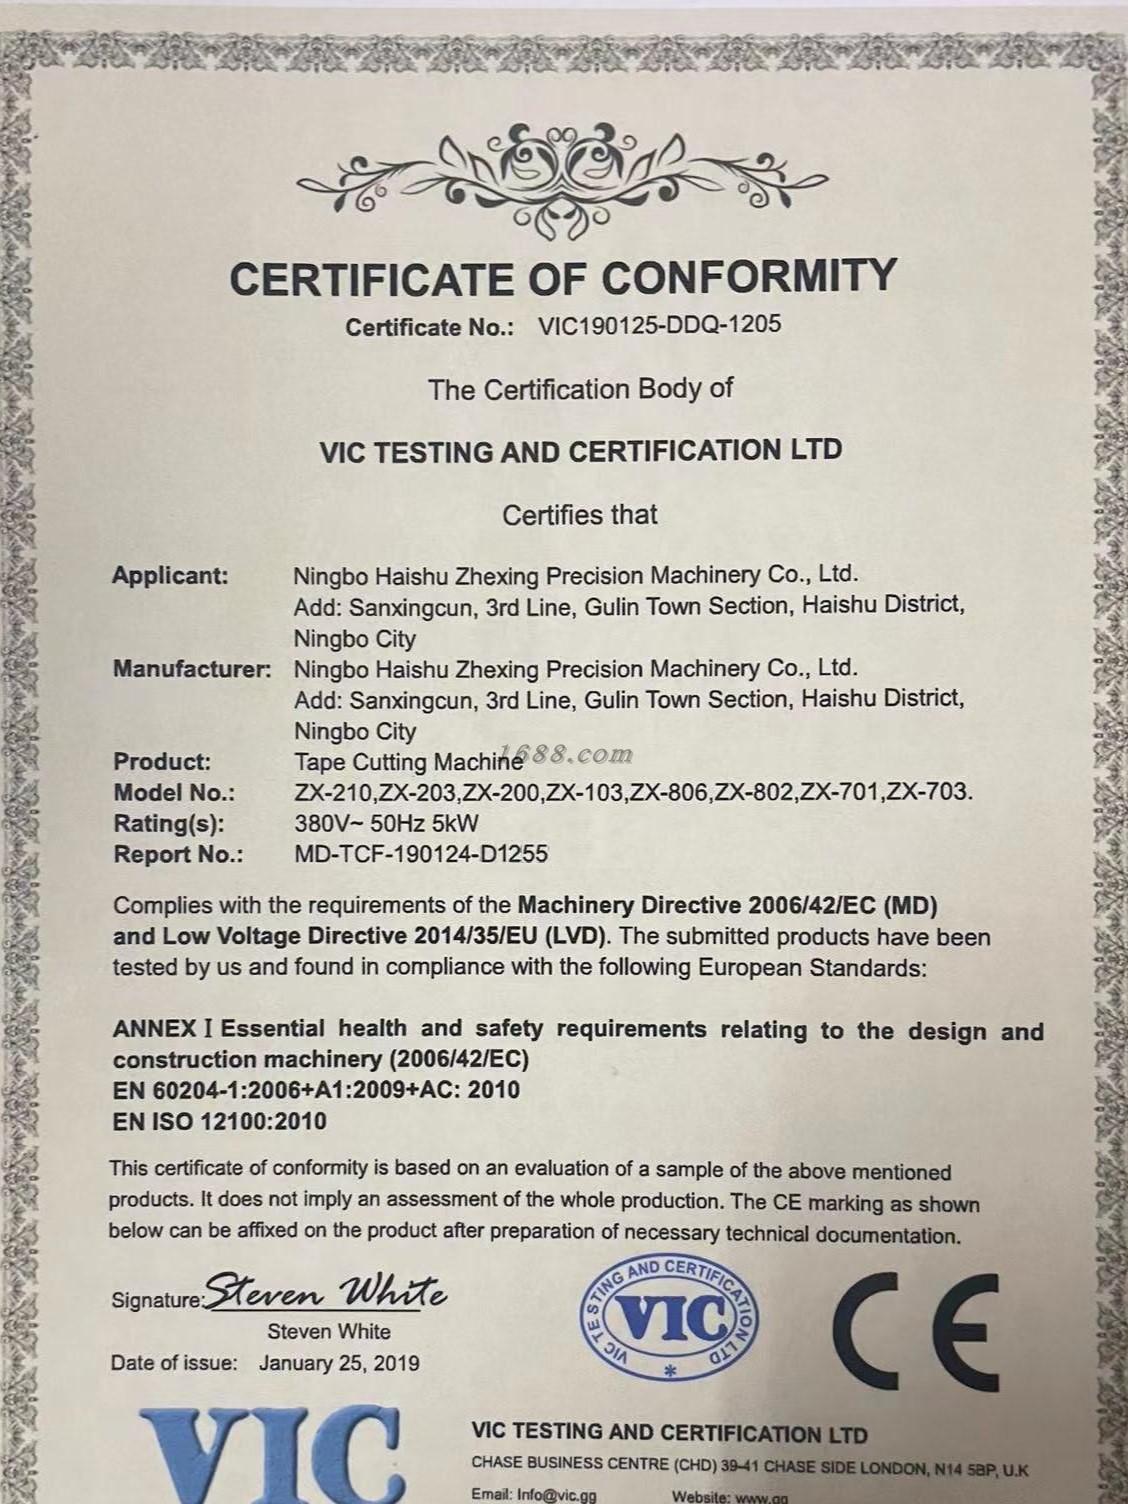 CERTIFICATE OF CONFORMITY
Certificate No.: VIC190125-DDQ-1205
The Certification Body of
VIC TESTING AND CERTIFICATION LTD
Certifies that
Applicant: Ningbo Haishu Zhexing Precision Machinery Co., Ltd.
Add: Sanxingcun, 3rd Line, Gulin Town Section, Haishu District,
Ningbo City
Manufacturer: Ningbo Haishu Zhexing Precision Machinery Co., Ltd.
Add: Sanxingcun, 3rd Line, Gulin Town Section, Haishu District,
Ningbo City
1688.com
Product: Tape Cutting Machine
Model No.: ZX-210,ZX-203,ZX-200,ZX-103,ZX-806,ZX-802,ZX-701,ZX-703.
Rating(s): 380V~ 50Hz 5kW
Report No.: MD-TCF-190124-D1255
Complies with the requirements of the Machinery Directive 2006/42/EC (MD)
and Low Voltage Directive 2014/35/EU (LVD). The submitted products have been
tested by us and found in compliance with the following European Standards:
ANNEX I Essential health and safety requirements relating to the design and
construction machinery (2006/42/EC)
EN 60204-1:2006+A1:2009+AC: 2010
EN ISO 12100:2010
This certificate of conformity is based on an evaluation of a sample of the above mentioned
products. It does not imply an assessment of the whole production. The CE marking as shown
below can be affixed on the product after preparation of necessary technical documentation.
Signature: Steven White
Steven White
Date of issue: January 25, 2019
VIC TESTING AND CERTIFICATION LTD
VIC
*
CE
VIC
VIC TESTING AND CERTIFICATION LTD
CHASE BUSINESS CENTRE (CHD) 39-41 CHASE SIDE LONDON, N14 5BP, U.K
Email: Info@vic.gg Website: www.gg